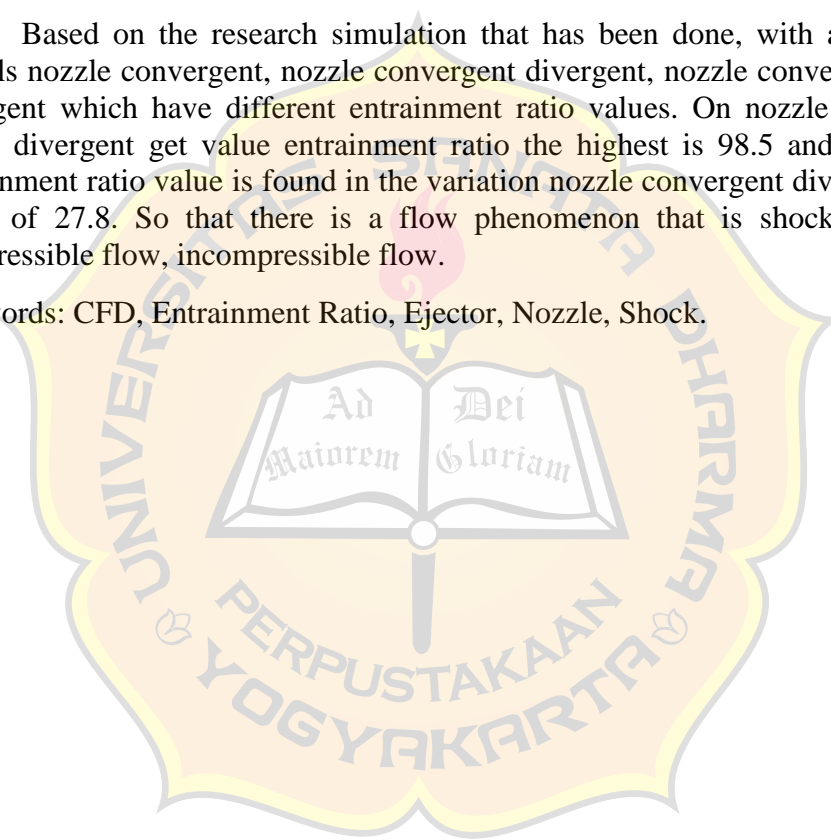 Based on the research simulation that has been done, with a
ls nozzle convergent, nozzle convergent divergent, nozzle conve
gent which have different entrainment ratio values. On nozzle
divergent get value entrainment ratio the highest is 98.5 and
inment ratio value is found in the variation nozzle convergent div
of 27.8. So that there is a flow phenomenon that is shock
ressible flow, incompressible flow.
ords: CFD, Entrainment Ratio, Ejector, Nozzle, Shock.
UNIVERSITAS SANATA DHARMA
Ad Dei
Maiorem Gloriam
PERPUSTAKAAN
YOGYAKARTA